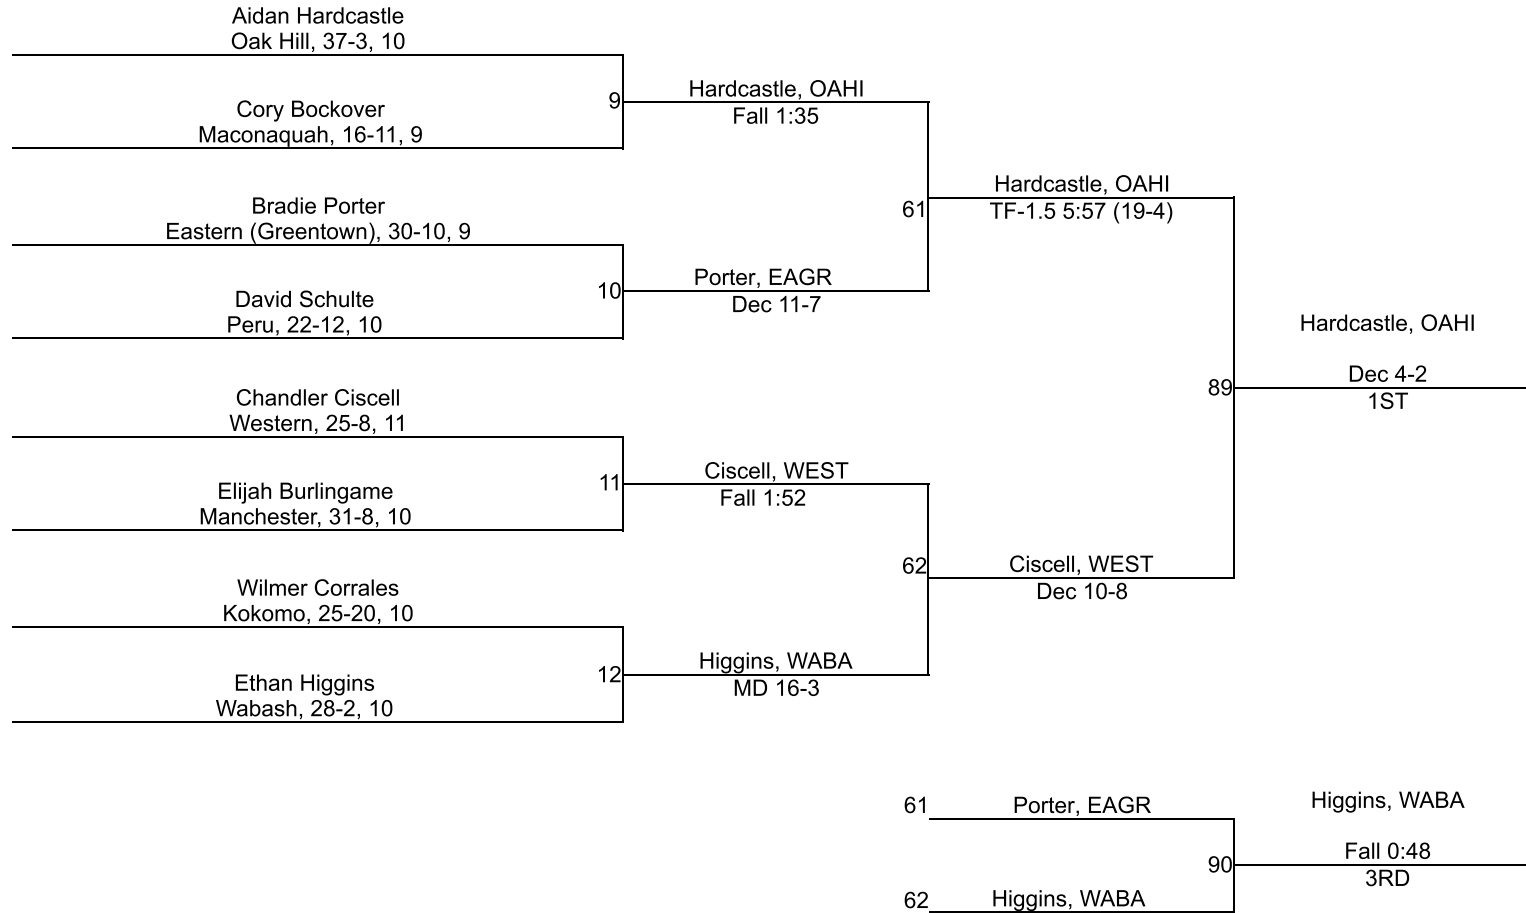 Aidan Hardcastle
Oak Hill, 37-3, 10
Cory Bockover
Maconaquah, 16-11, 9
Bradie Porter
Eastern (Greentown), 30-10, 9
David Schulte
Peru, 22-12, 10
Chandler Ciscell
Western, 25-8, 11
Elijah Burlingame
Manchester, 31-8, 10
Wilmer Corrales
Kokomo, 25-20, 10
Ethan Higgins
Wabash, 28-2, 10
9
Hardcastle, OAHI
Fall 1:35
10
Porter, EAGR
Dec 11-7
11
Ciscell, WEST
Fall 1:52
12
Higgins, WABA
MD 16-3
61
Hardcastle, OAHI
TF-1.5 5:57 (19-4)
62
Ciscell, WEST
Dec 10-8
89
Hardcastle, OAHI
Dec 4-2
1ST
61
Porter, EAGR
62
Higgins, WABA
90
Higgins, WABA
Fall 0:48
3RD